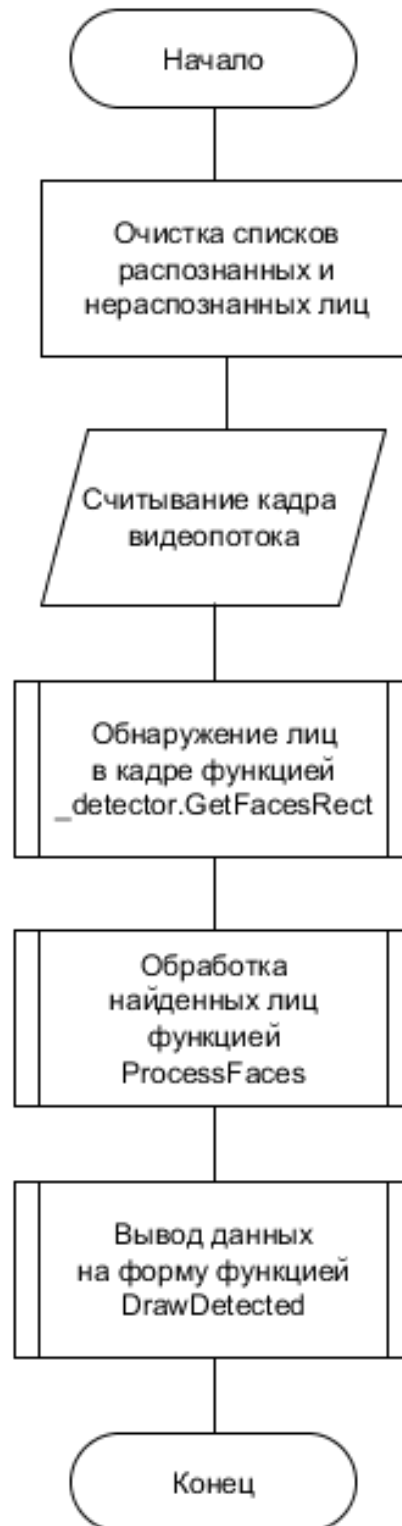 Начало
Очистка списков
распознанных и
нераспознанных лиц
Считывание кадра
видеопотока
Обнаружение лиц
в кадре функцией
_detector.GetFacesRect
Обработка
найденных лиц
функцией
ProcessFaces
Вывод данных
на форму функцией
DrawDetected
Конец